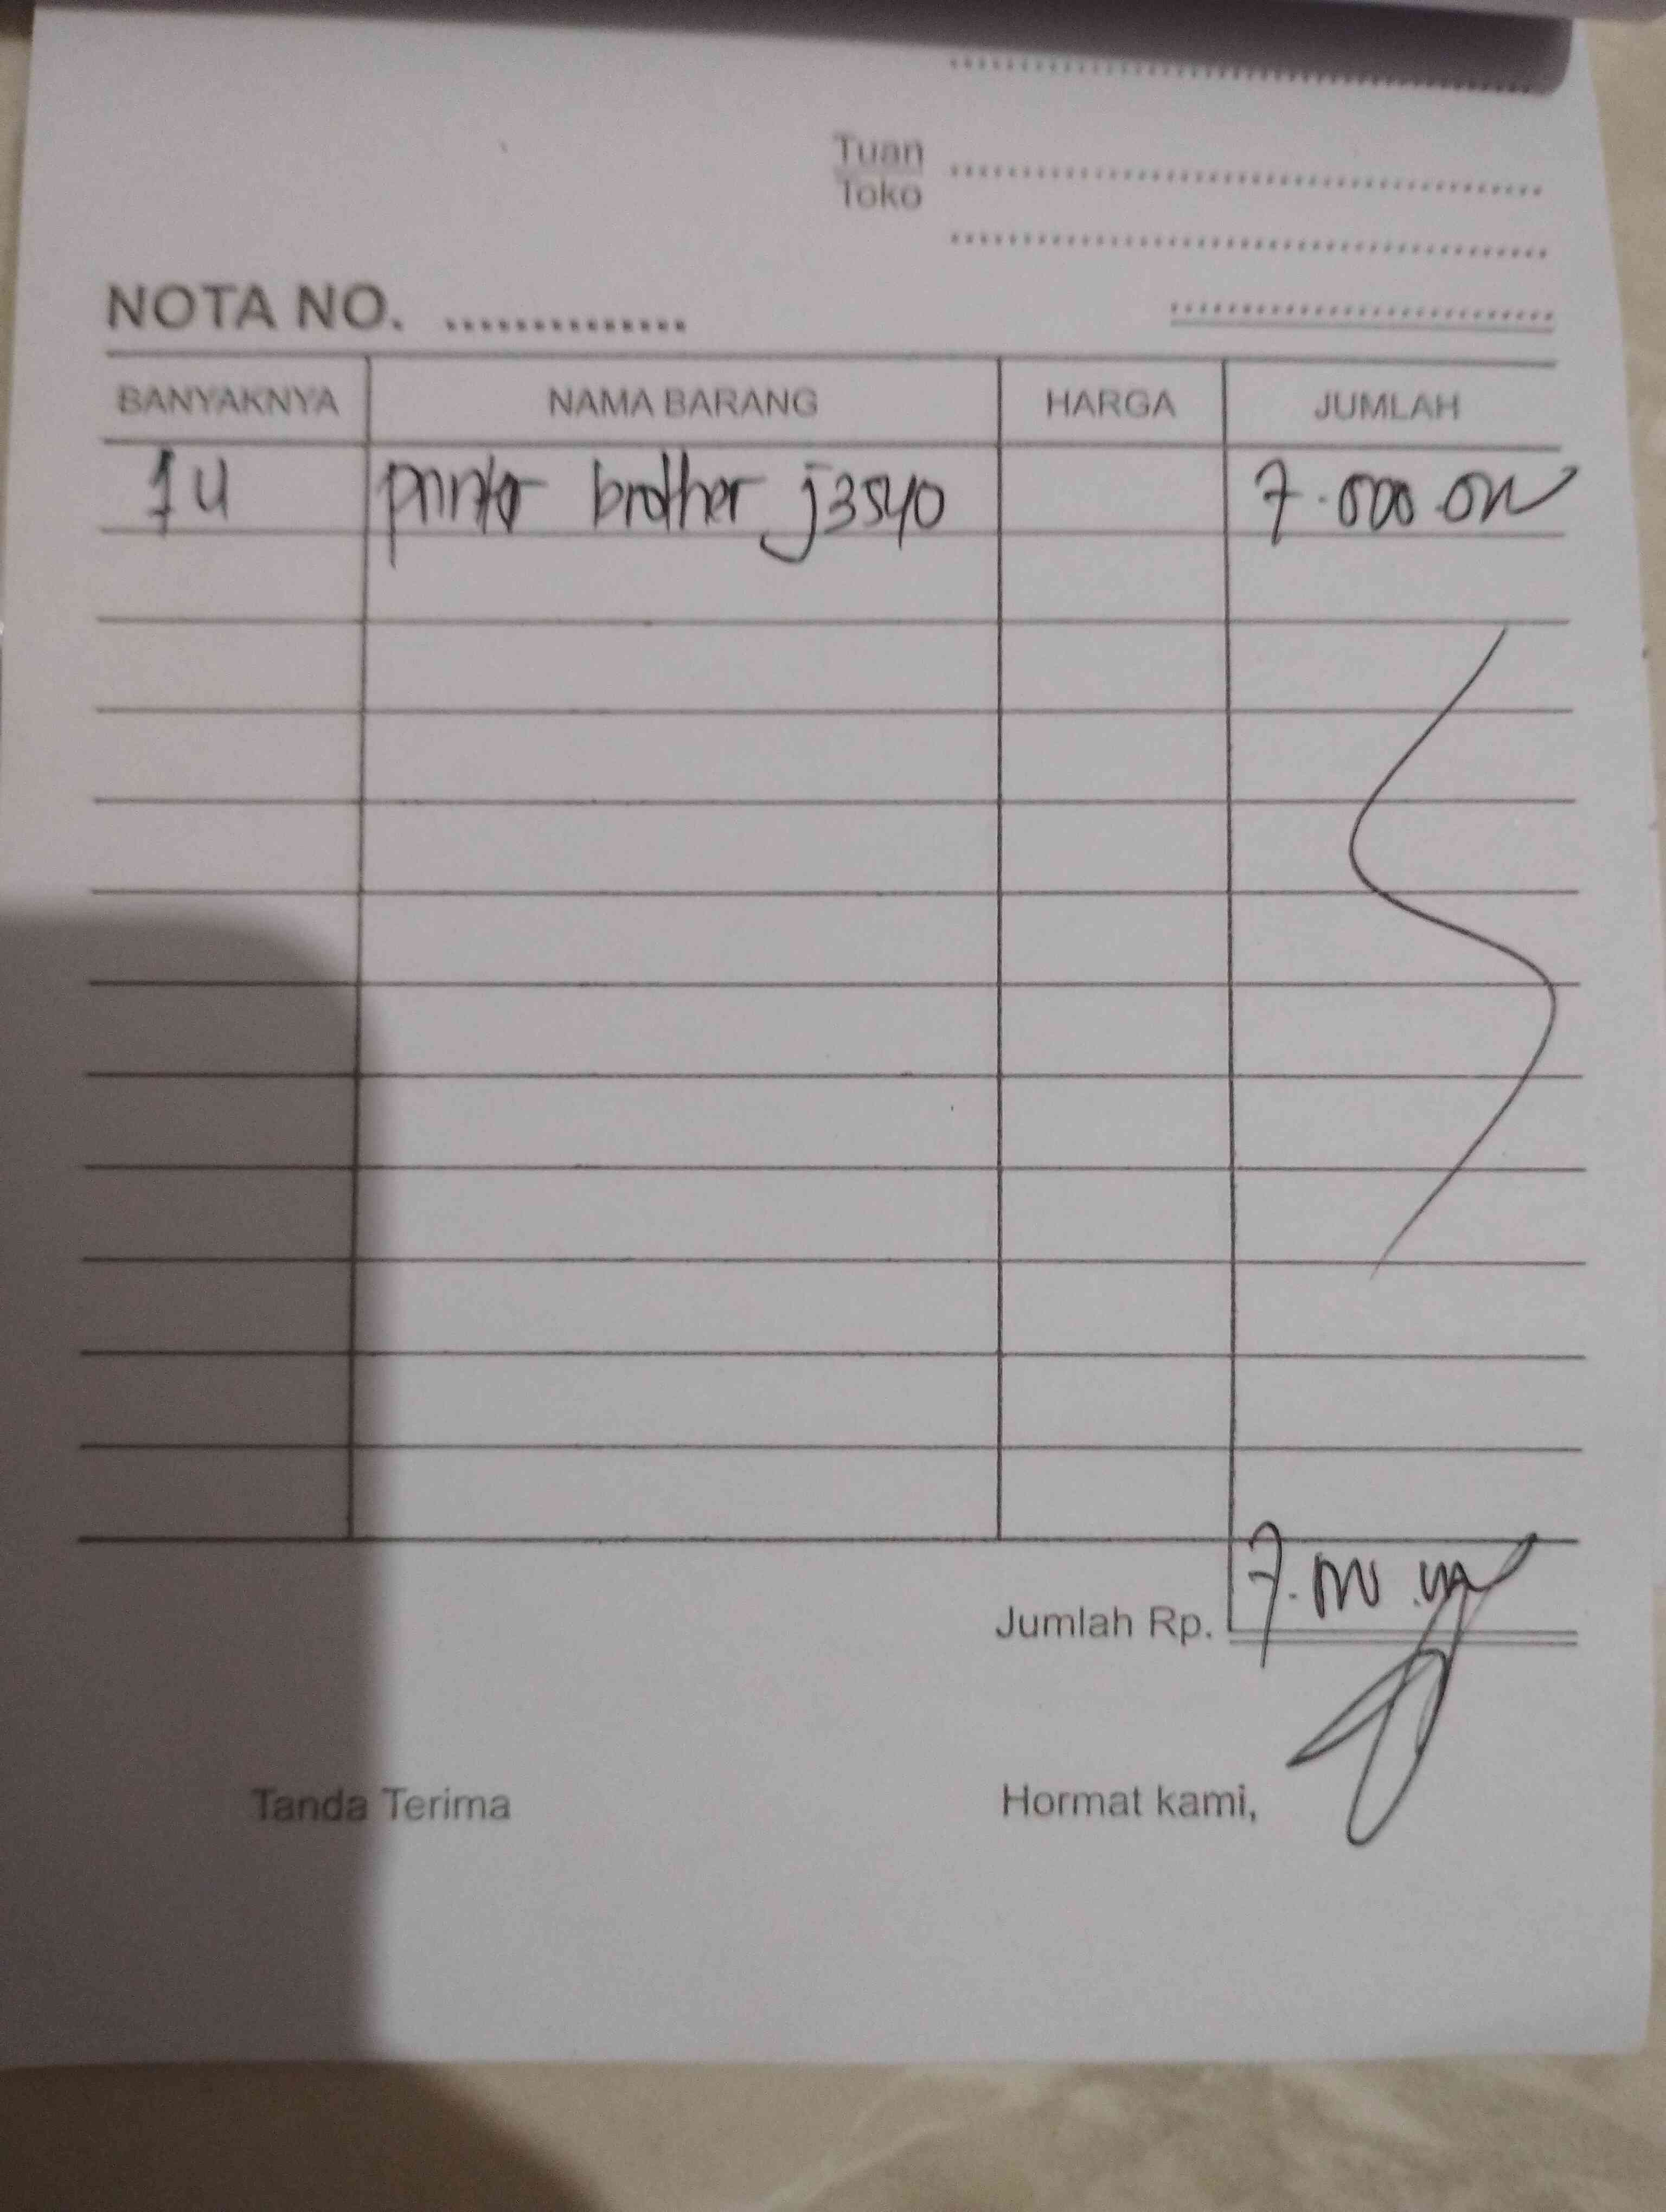 Tuan
Toko
NOTA NO. ..............
BANYAKNYA NAMA BARANG HARGA JUMLAH
1 U printer brother j3540 7.000.000
Jumlah Rp. 7.000.000
Tanda Terima Hormat kami,